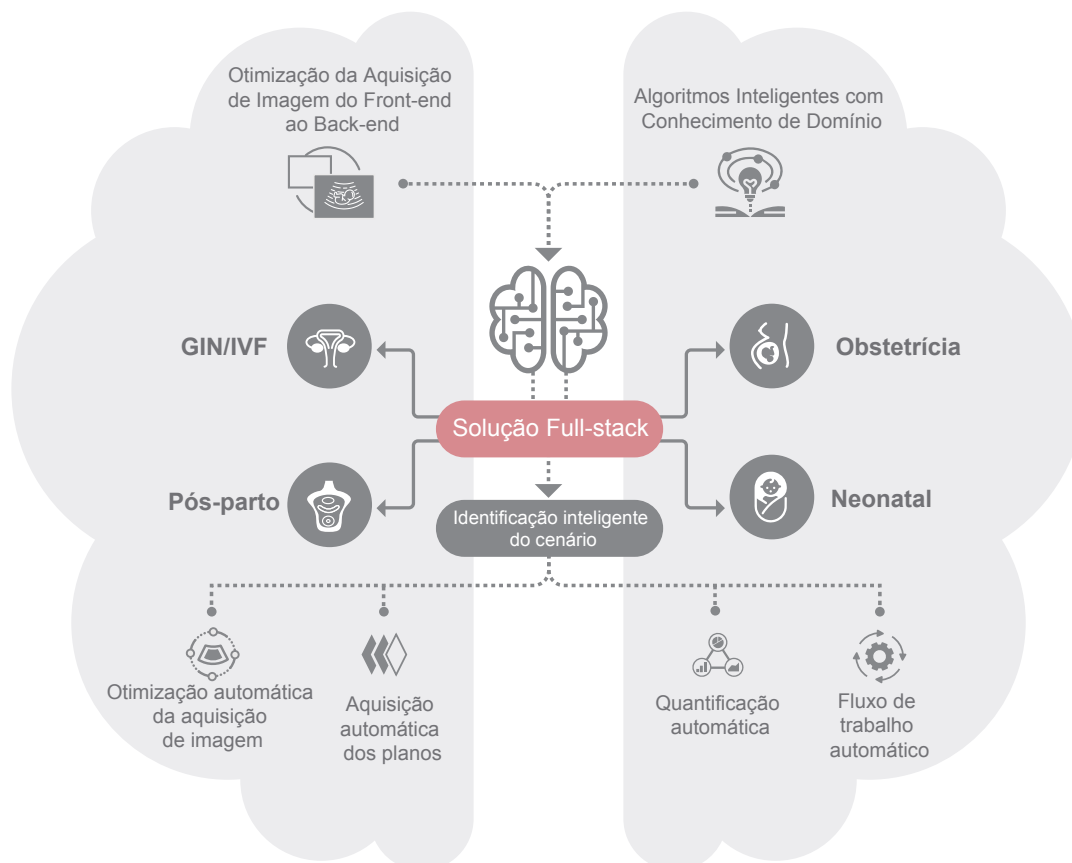 Otimização da Aquisição
de Imagem do Front-end
ao Back-end
Algoritmos Inteligentes com
Conhecimento de Domínio
GIN/IVF
Obstetrícia
Solução Full-stack
Pós-parto
Neonatal
Identificação inteligente
do cenário
Otimização automática
da aquisição
de imagem
Aquisição
automática
dos planos
Quantificação
automática
Fluxo de
trabalho
automático